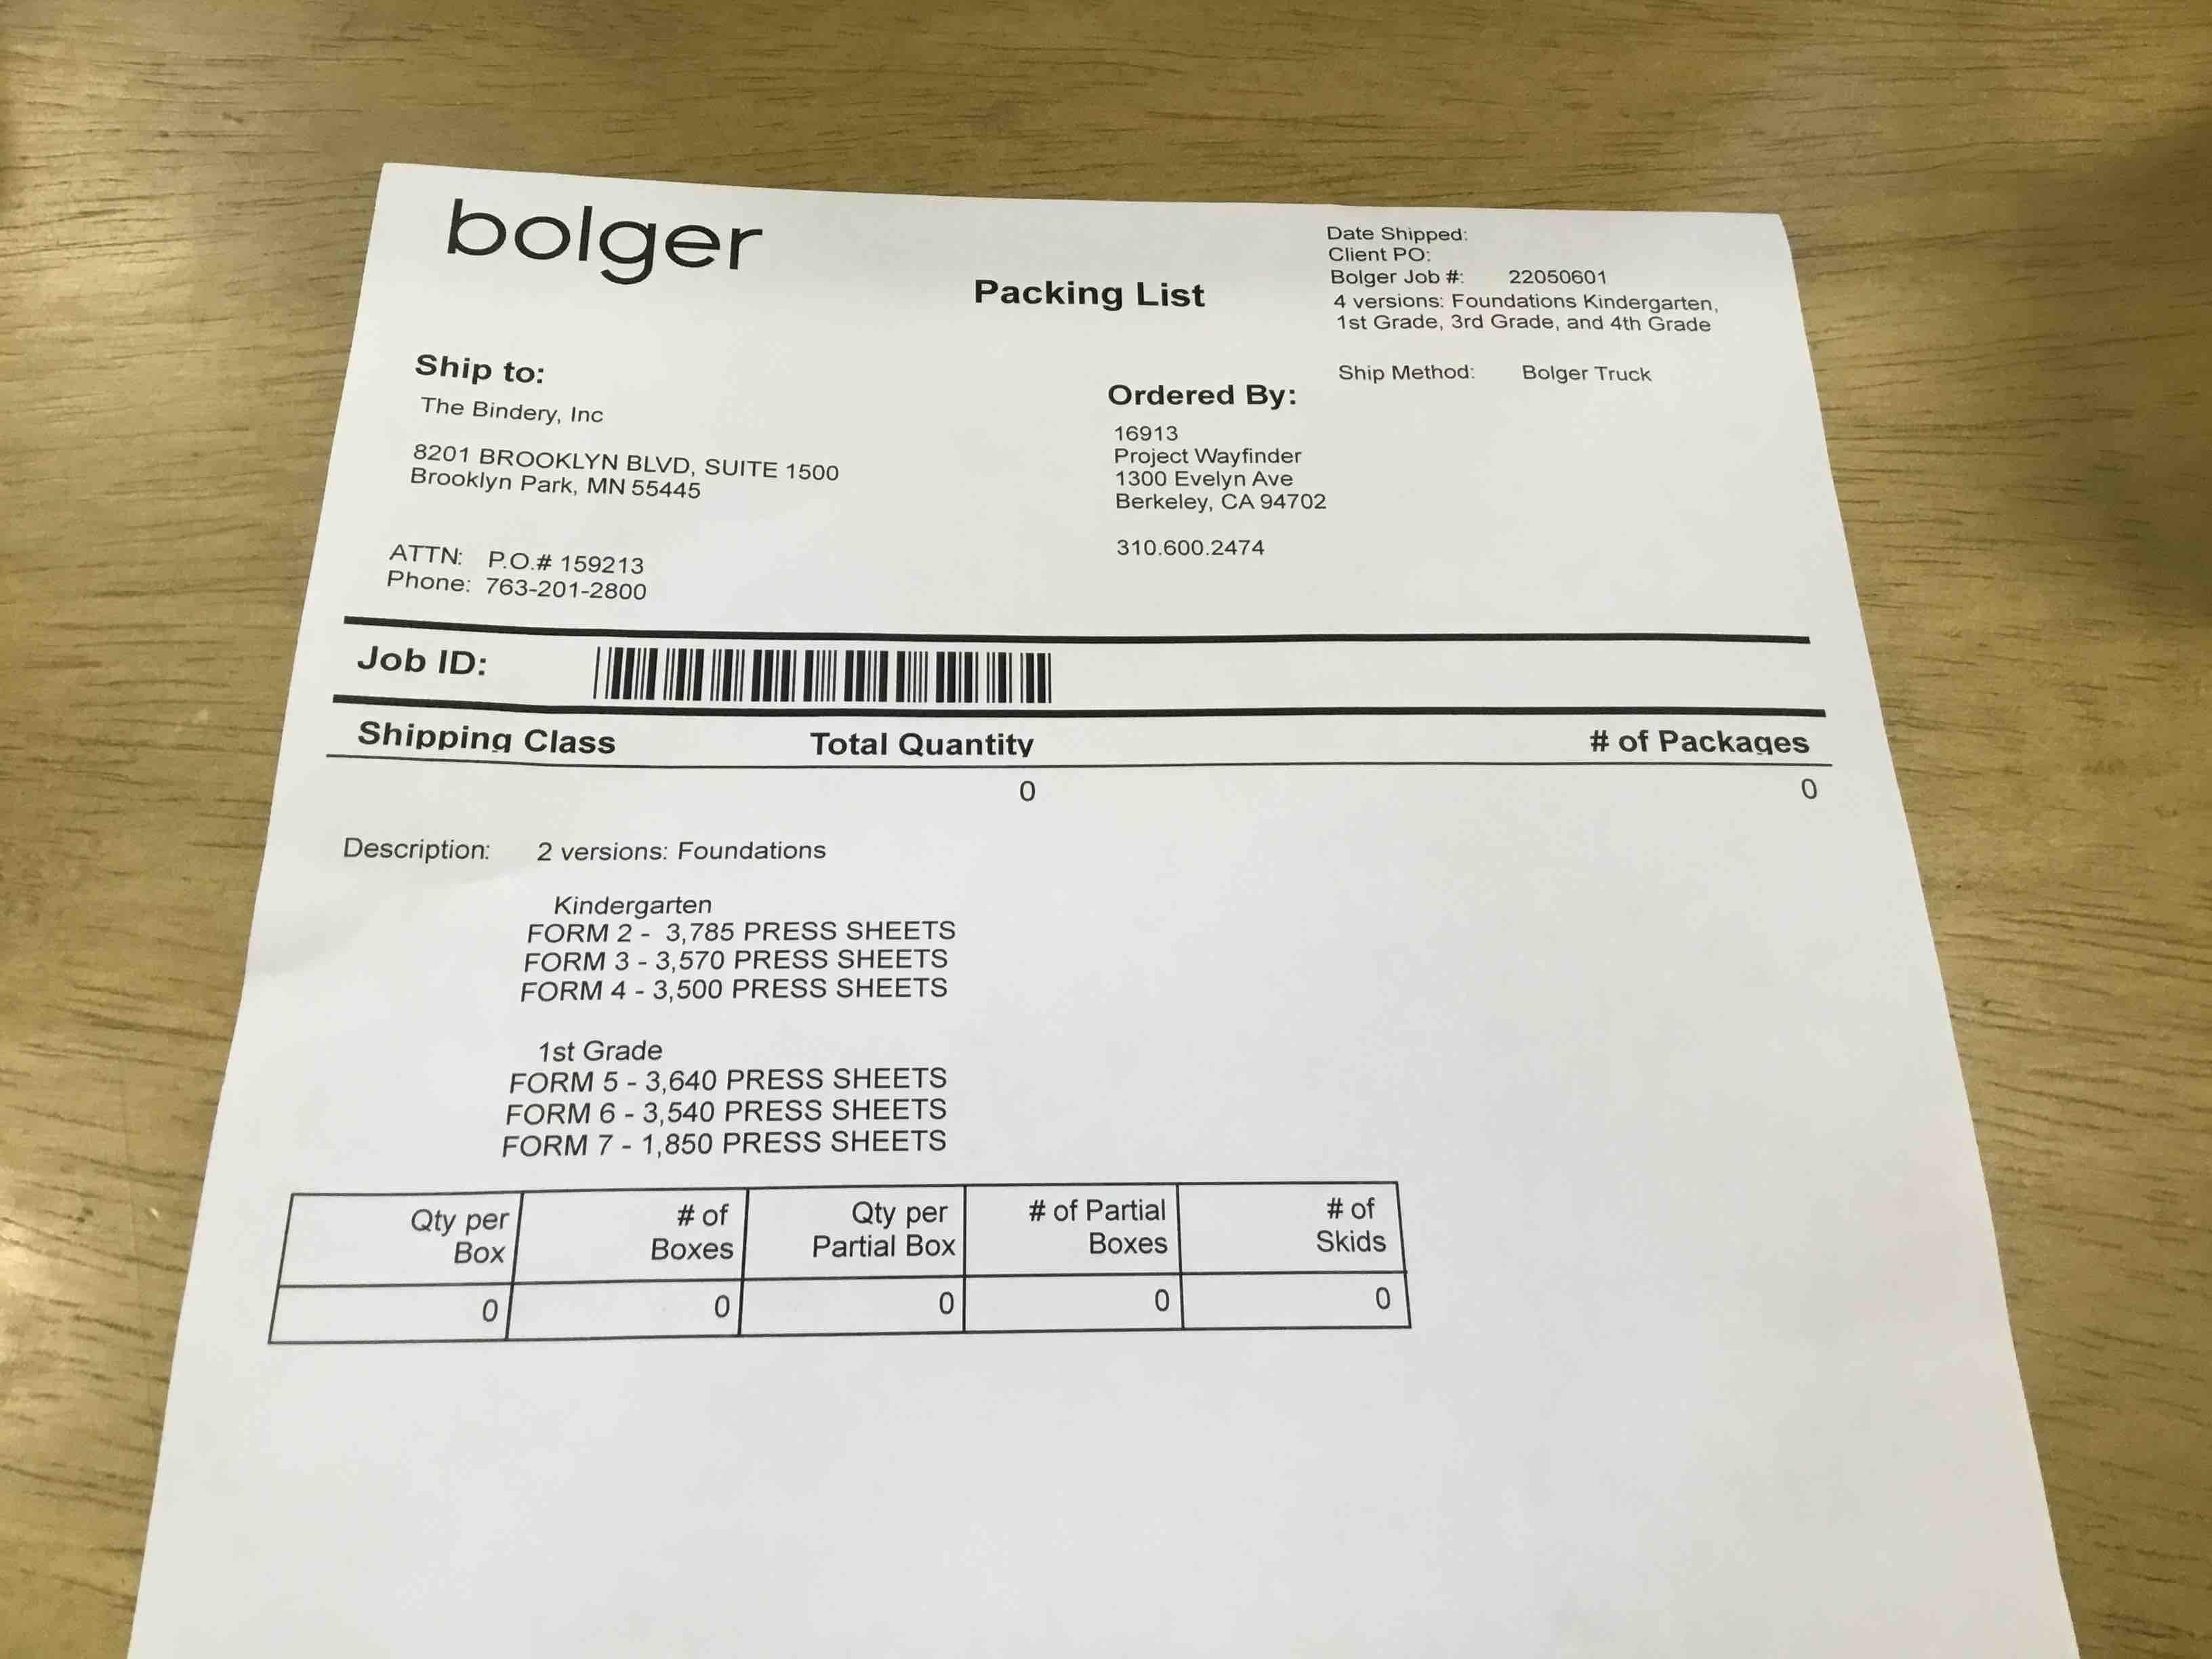 bolger
Packing List
Date Shipped:
Client PO:
Bolger Job #: 22050601
4 versions: Foundations Kindergarten,
1st Grade, 3rd Grade, and 4th Grade
Ship Method: Bolger Truck
Ship to:
The Bindery, Inc
8201 BROOKLYN BLVD, SUITE 1500
Brooklyn Park, MN 55445
ATTN: P.O.# 159213
Phone: 763-201-2800
Ordered By:
16913
Project Wayfinder
1300 Evelyn Ave
Berkeley, CA 94702
310.600.2474
Job ID:
Shipping Class Total Quantity # of Packages
0 0
Description: 2 versions: Foundations
Kindergarten
FORM 2 - 3,785 PRESS SHEETS
FORM 3 - 3,570 PRESS SHEETS
FORM 4 - 3,500 PRESS SHEETS
1st Grade
FORM 5 - 3,640 PRESS SHEETS
FORM 6 - 3,540 PRESS SHEETS
FORM 7 - 1,850 PRESS SHEETS
Qty per # of Qty per # of Partial # of
Box Boxes Partial Box Boxes Skids
0 0 0 0 0